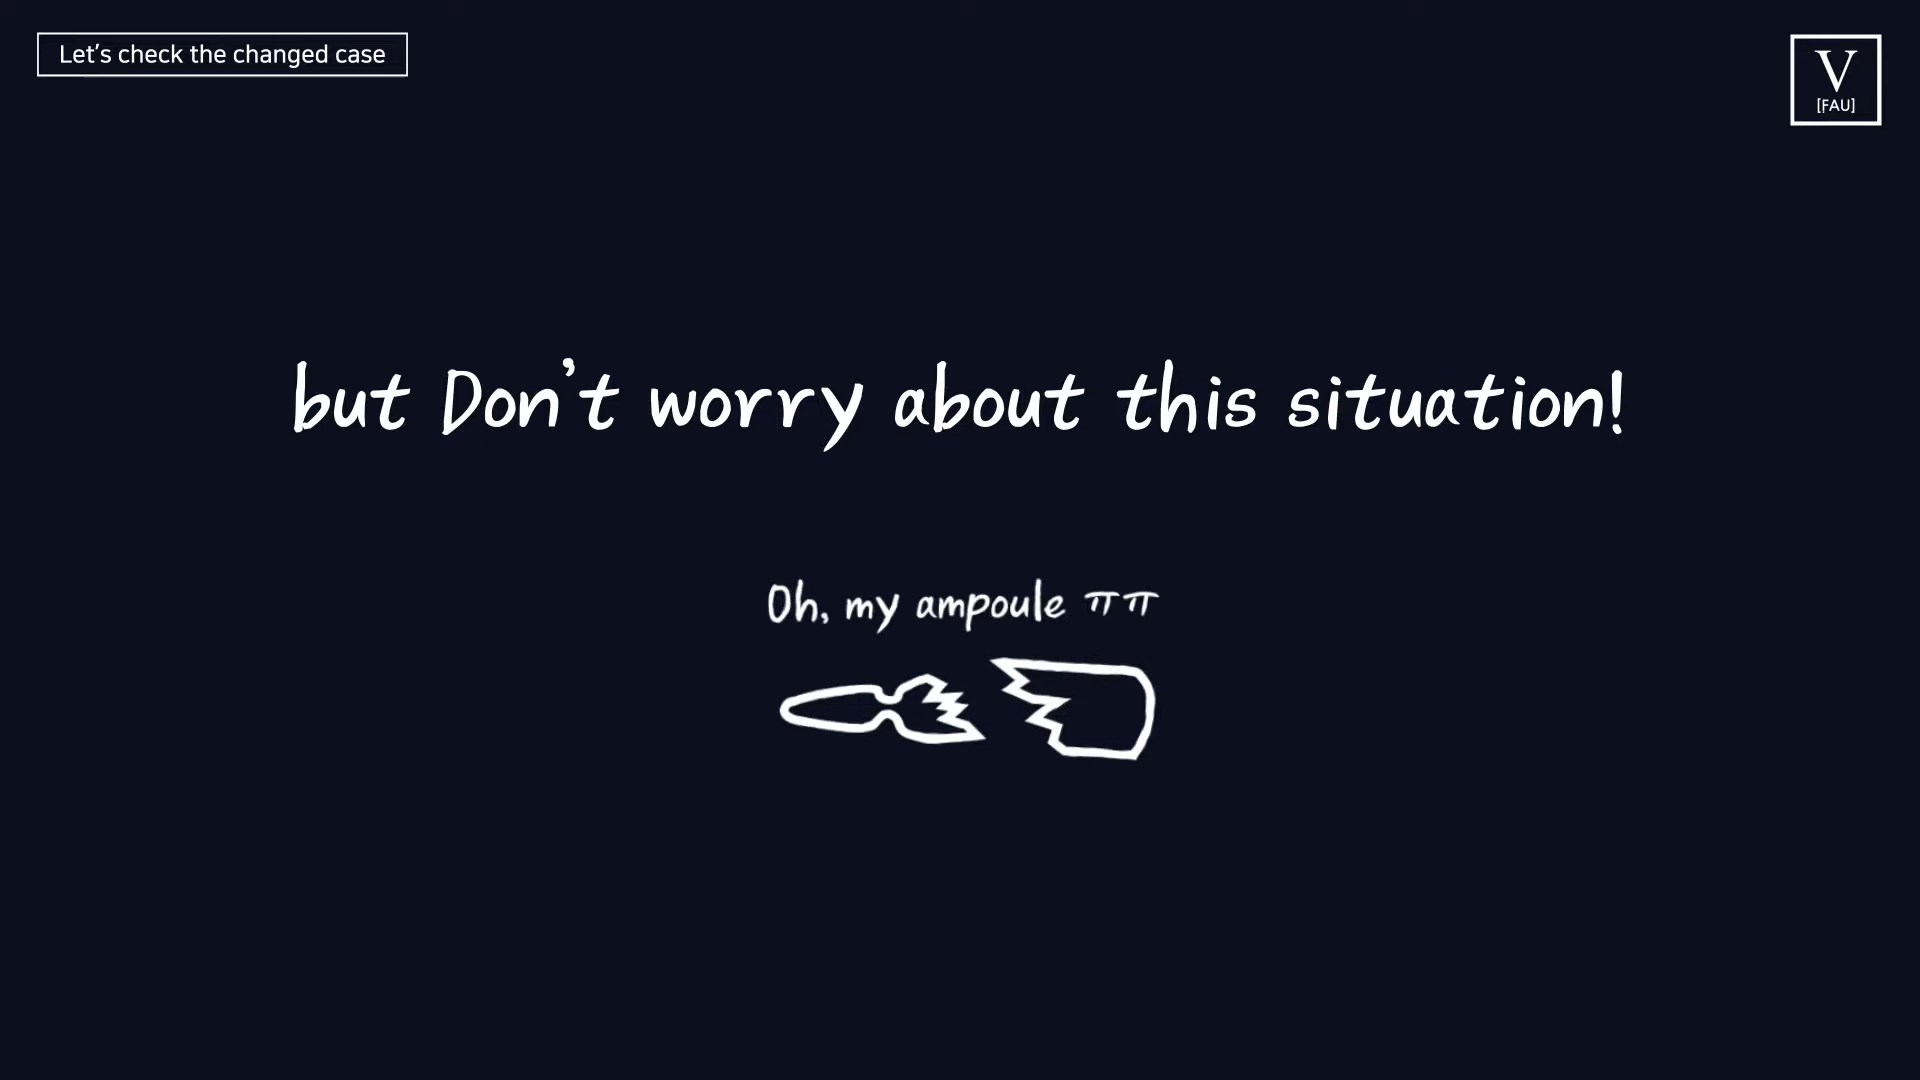 Let's check the changed case
V
[FAU]
but Don't worry about this situation!
Oh, my ampoule ㅠㅠ